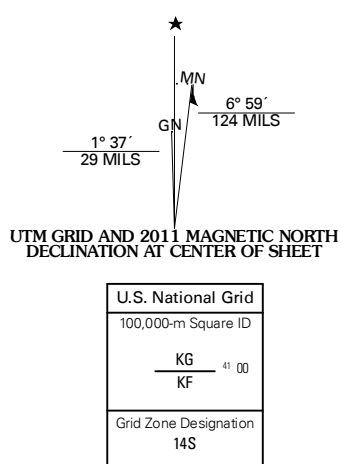 ★
MN
6° 59´
124 MILS
GN
1° 37´
29 MILS
UTM GRID AND 2011 MAGNETIC NORTH
DECLINATION AT CENTER OF SHEET
U.S. National Grid
100,000-m Square ID
KG
41 00
KF
Grid Zone Designation
14S